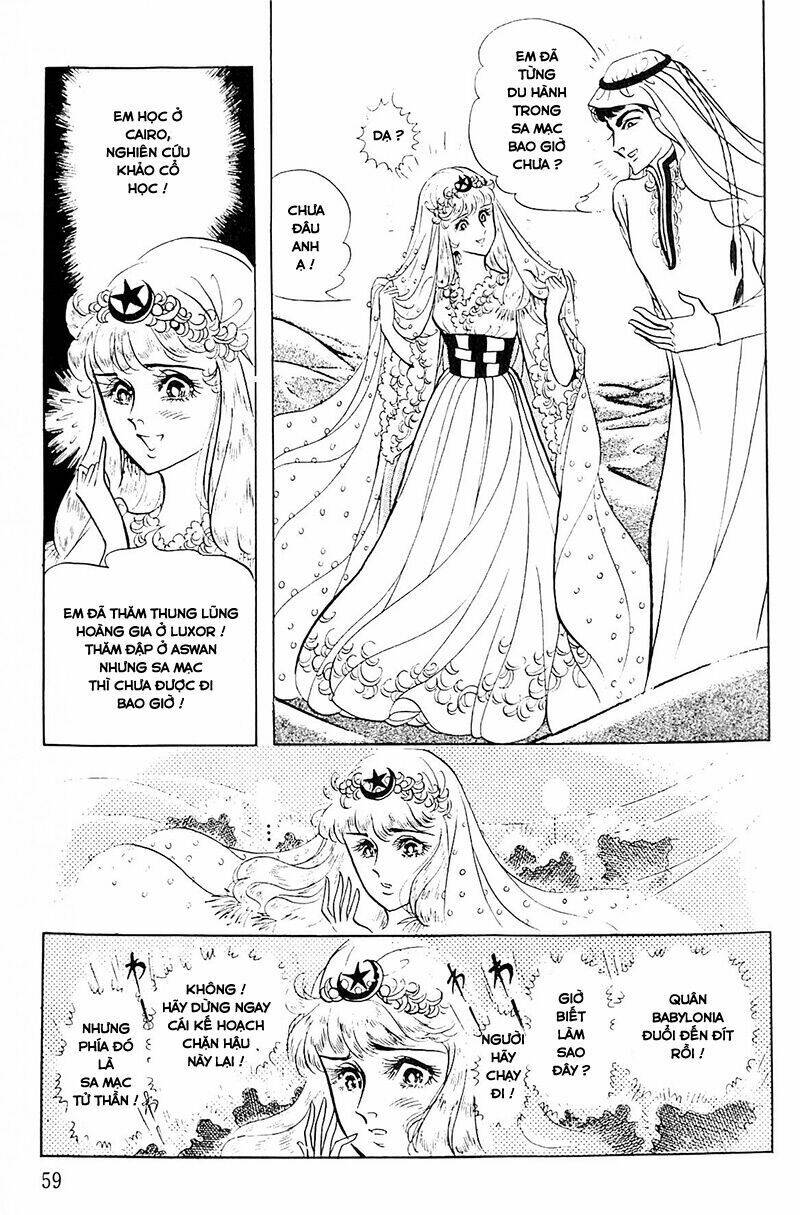 EM ĐÃ
TỪNG
DU HÀNH
TRONG
SA MẠC
BAO GIỜ
CHƯA ?
DẠ ?
CHƯA
ĐÂU
ANH
Ạ !
EM HỌC Ở
CAIRO,
NGHIÊN CỨU
KHẢO CỔ
HỌC !
EM ĐÃ THĂM THUNG LŨNG
HOÀNG GIA Ở LUXOR !
THĂM ĐẬP Ở ASWAN
NHƯNG SA MẠC
THÌ CHƯA ĐƯỢC ĐI
BAO GIỜ !
QUÂN
BABYLONIA
ĐUỔI ĐẾN ĐÍT
RỒI !
GIỜ
BIẾT
LÀM
SAO
ĐÂY ?
わー
NGƯỜI
HÃY
CHẠY
ĐI !
KHÔNG !
HÃY DỪNG NGAY
CÁI KẾ HOẠCH
CHẶN HẬU
NÀY LẠI !
わー
NHƯNG
PHÍA ĐÓ
LÀ
SA MẠC
TỬ THẦN !
59